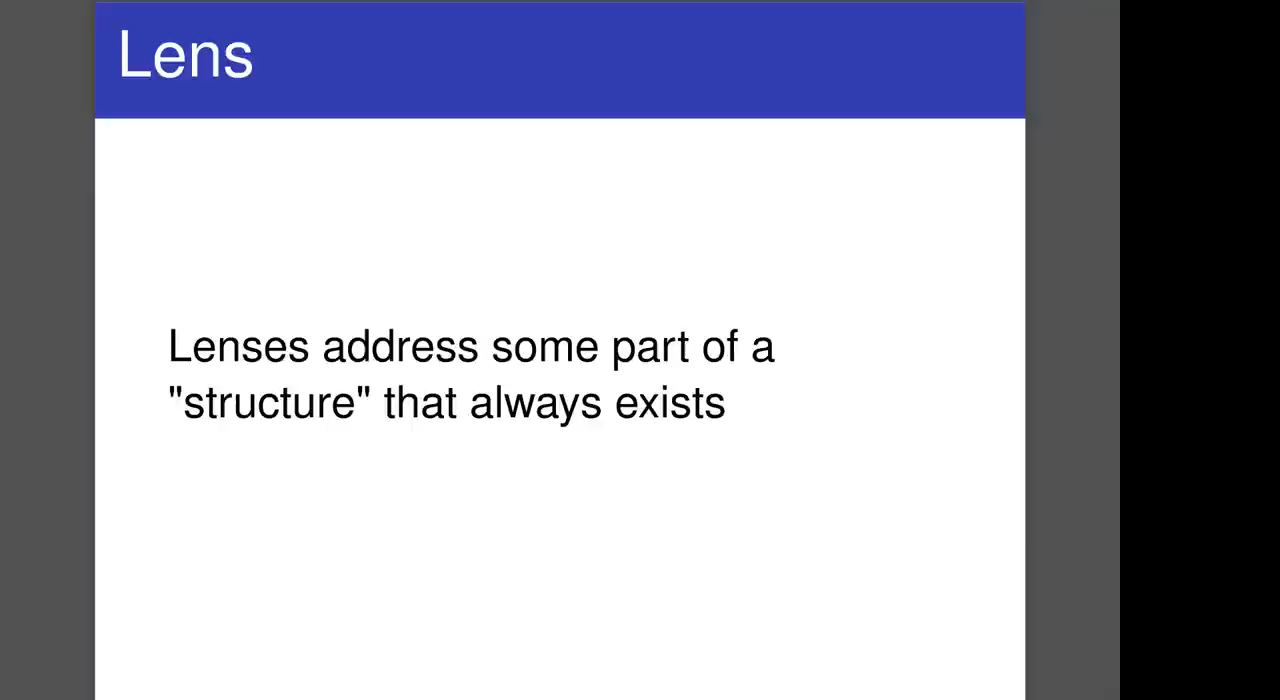 Lens
Lenses address some part of a
"structure" that always exists